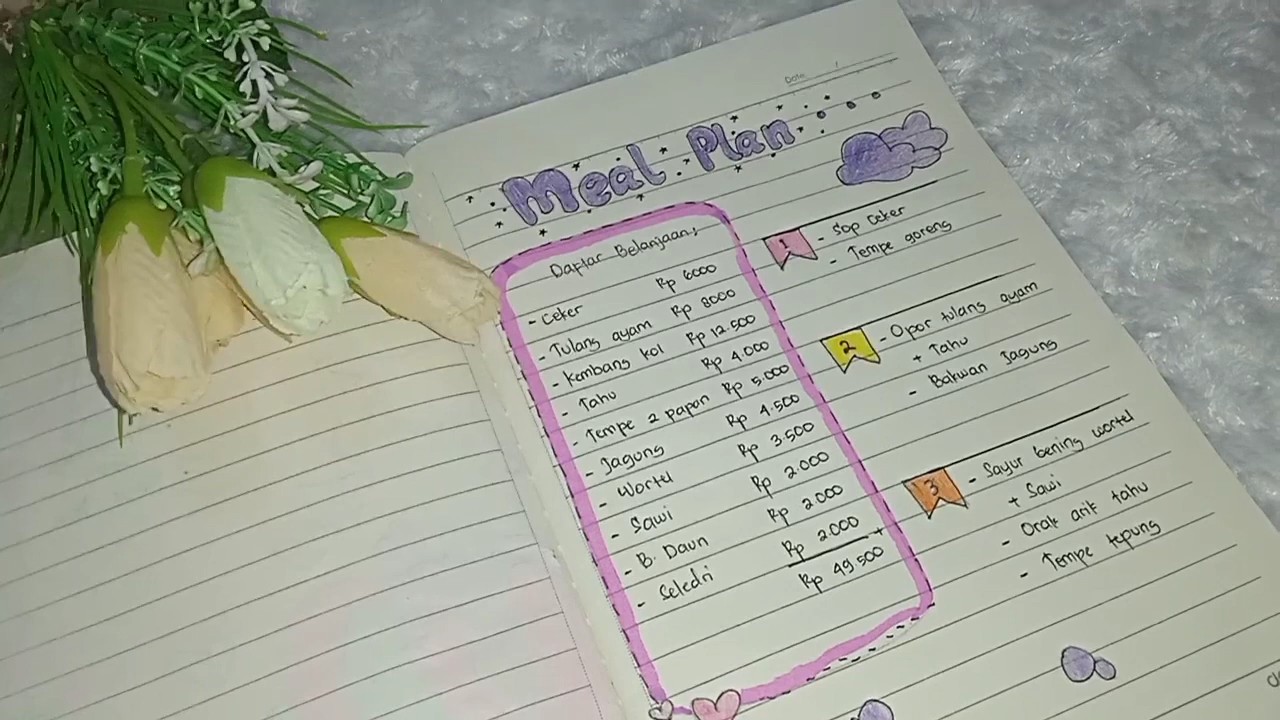 Date: /
Meal Plan
Daftar Belanjaan;
- Ceker Rp 6000
- Tulang ayam Rp 8000
- Kembang kol Rp 12.500
- Tahu Rp 4.000
- Tempe 2 papan Rp 5.000
- Jagung Rp 4.500
- Wortel Rp 3.500
- Sawi Rp 2.000
- B. Daun Rp 2.000
- Seledri Rp 2.000 +
Rp 49.500
1 - Sop Ceker
- Tempe goreng
2 - Opor tulang ayam
+ Tahu
- Bakwan Jagung
3 - Sayur bening wortel
+ Sawi
- Orak arik tahu
- Tempe tepung